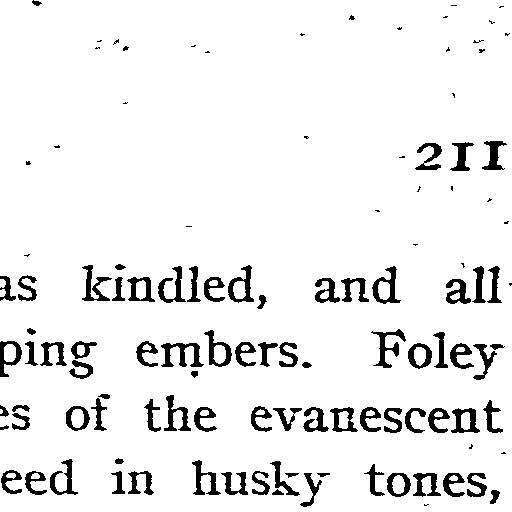 211
as kindled, and all
ping embers. Foley
es of the evanescent
eed in husky tones,